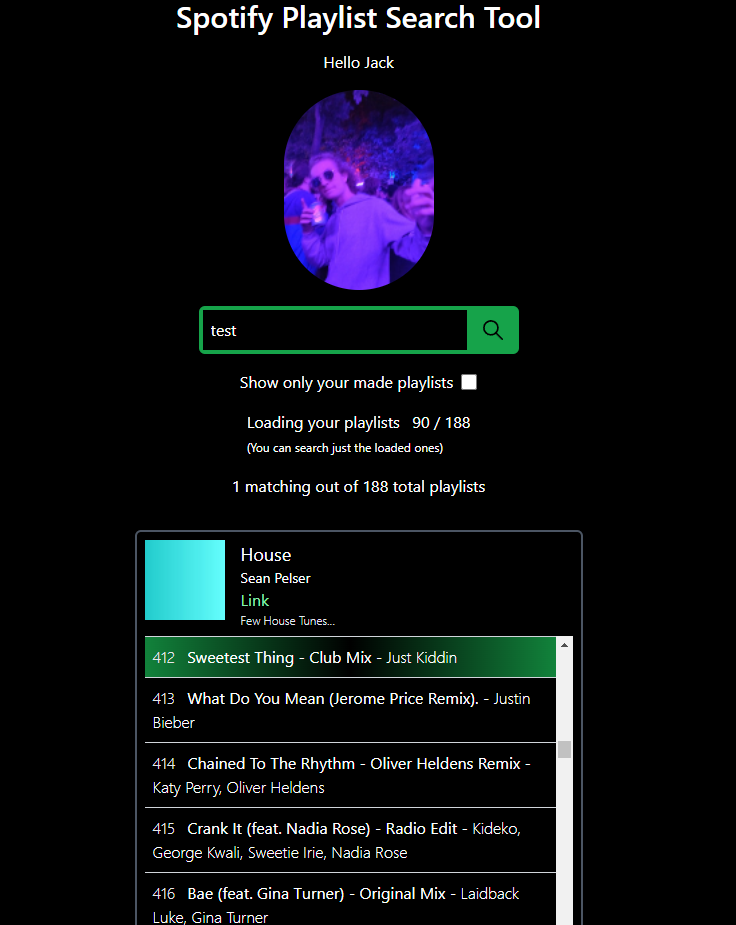 Spotify Playlist Search Tool
Hello Jack
test
Show only your made playlists
Loading your playlists 90 / 188
(You can search just the loaded ones)
1 matching out of 188 total playlists
House
Sean Pelser
Link
Few House Tunes...
412 Sweetest Thing - Club Mix - Just Kiddin
413 What Do You Mean (Jerome Price Remix). - Justin
Bieber
414 Chained To The Rhythm - Oliver Heldens Remix -
Katy Perry, Oliver Heldens
415 Crank It (feat. Nadia Rose) - Radio Edit - Kideko,
George Kwali, Sweetie Irie, Nadia Rose
416 Bae (feat. Gina Turner) - Original Mix - Laidback
Luke, Gina Turner